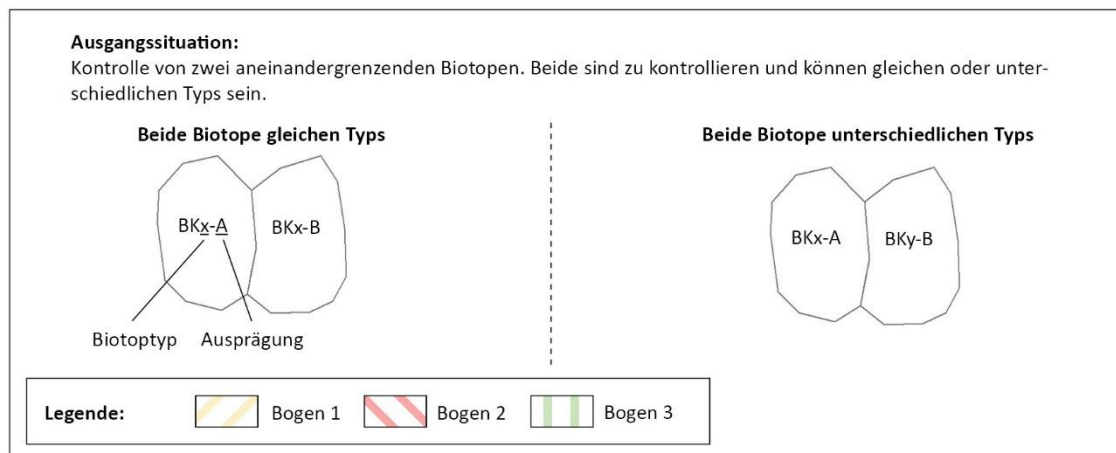 Ausgangssituation:
Kontrolle von zwei aneinandergrenzenden Biotopen. Beide sind zu kontrollieren und können gleichen oder unter-
schiedlichen Typs sein.
Beide Biotope gleichen Typs
BKx-A
BKx-B
Biotoptyp
Ausprägung
Beide Biotope unterschiedlichen Typs
BKx-A
BKy-B
Legende:
Bogen 1
Bogen 2
Bogen 3